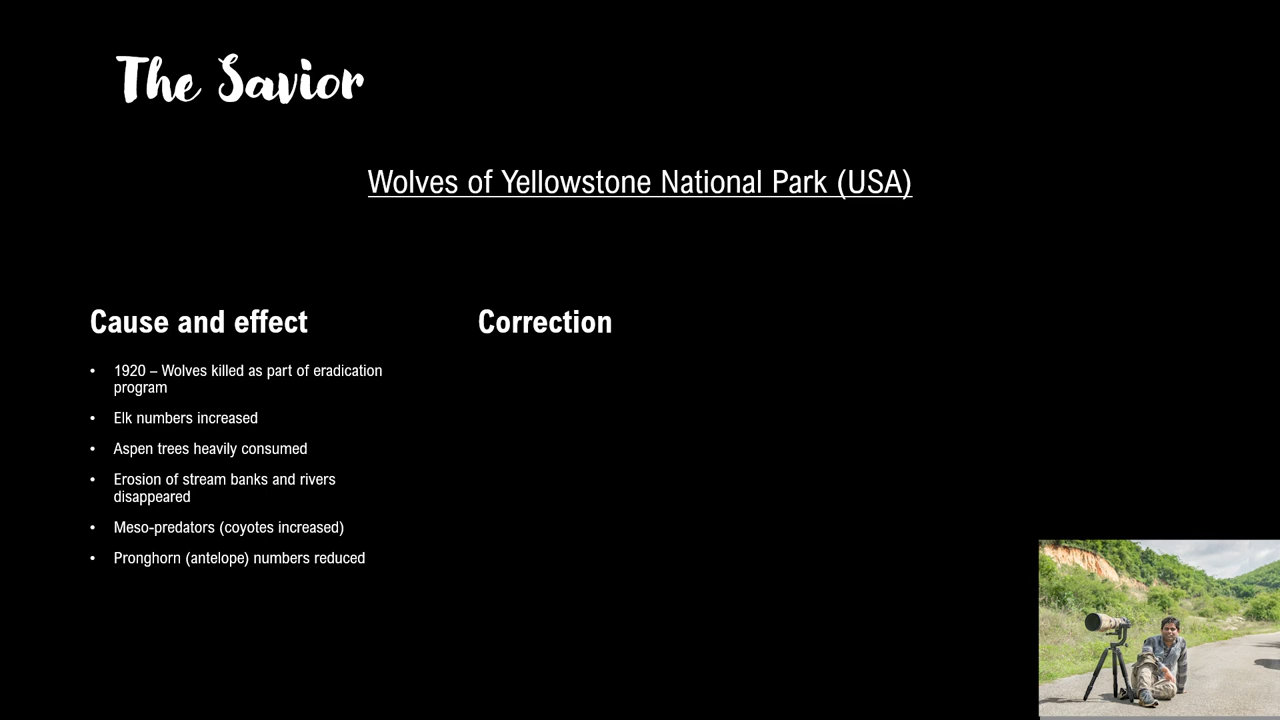 The Savior
Wolves of Yellowstone National Park (USA)
Cause and effect
• 1920 – Wolves killed as part of eradication
program
• Elk numbers increased
• Aspen trees heavily consumed
• Erosion of stream banks and rivers
disappeared
• Meso-predators (coyotes increased)
• Pronghorn (antelope) numbers reduced
Correction